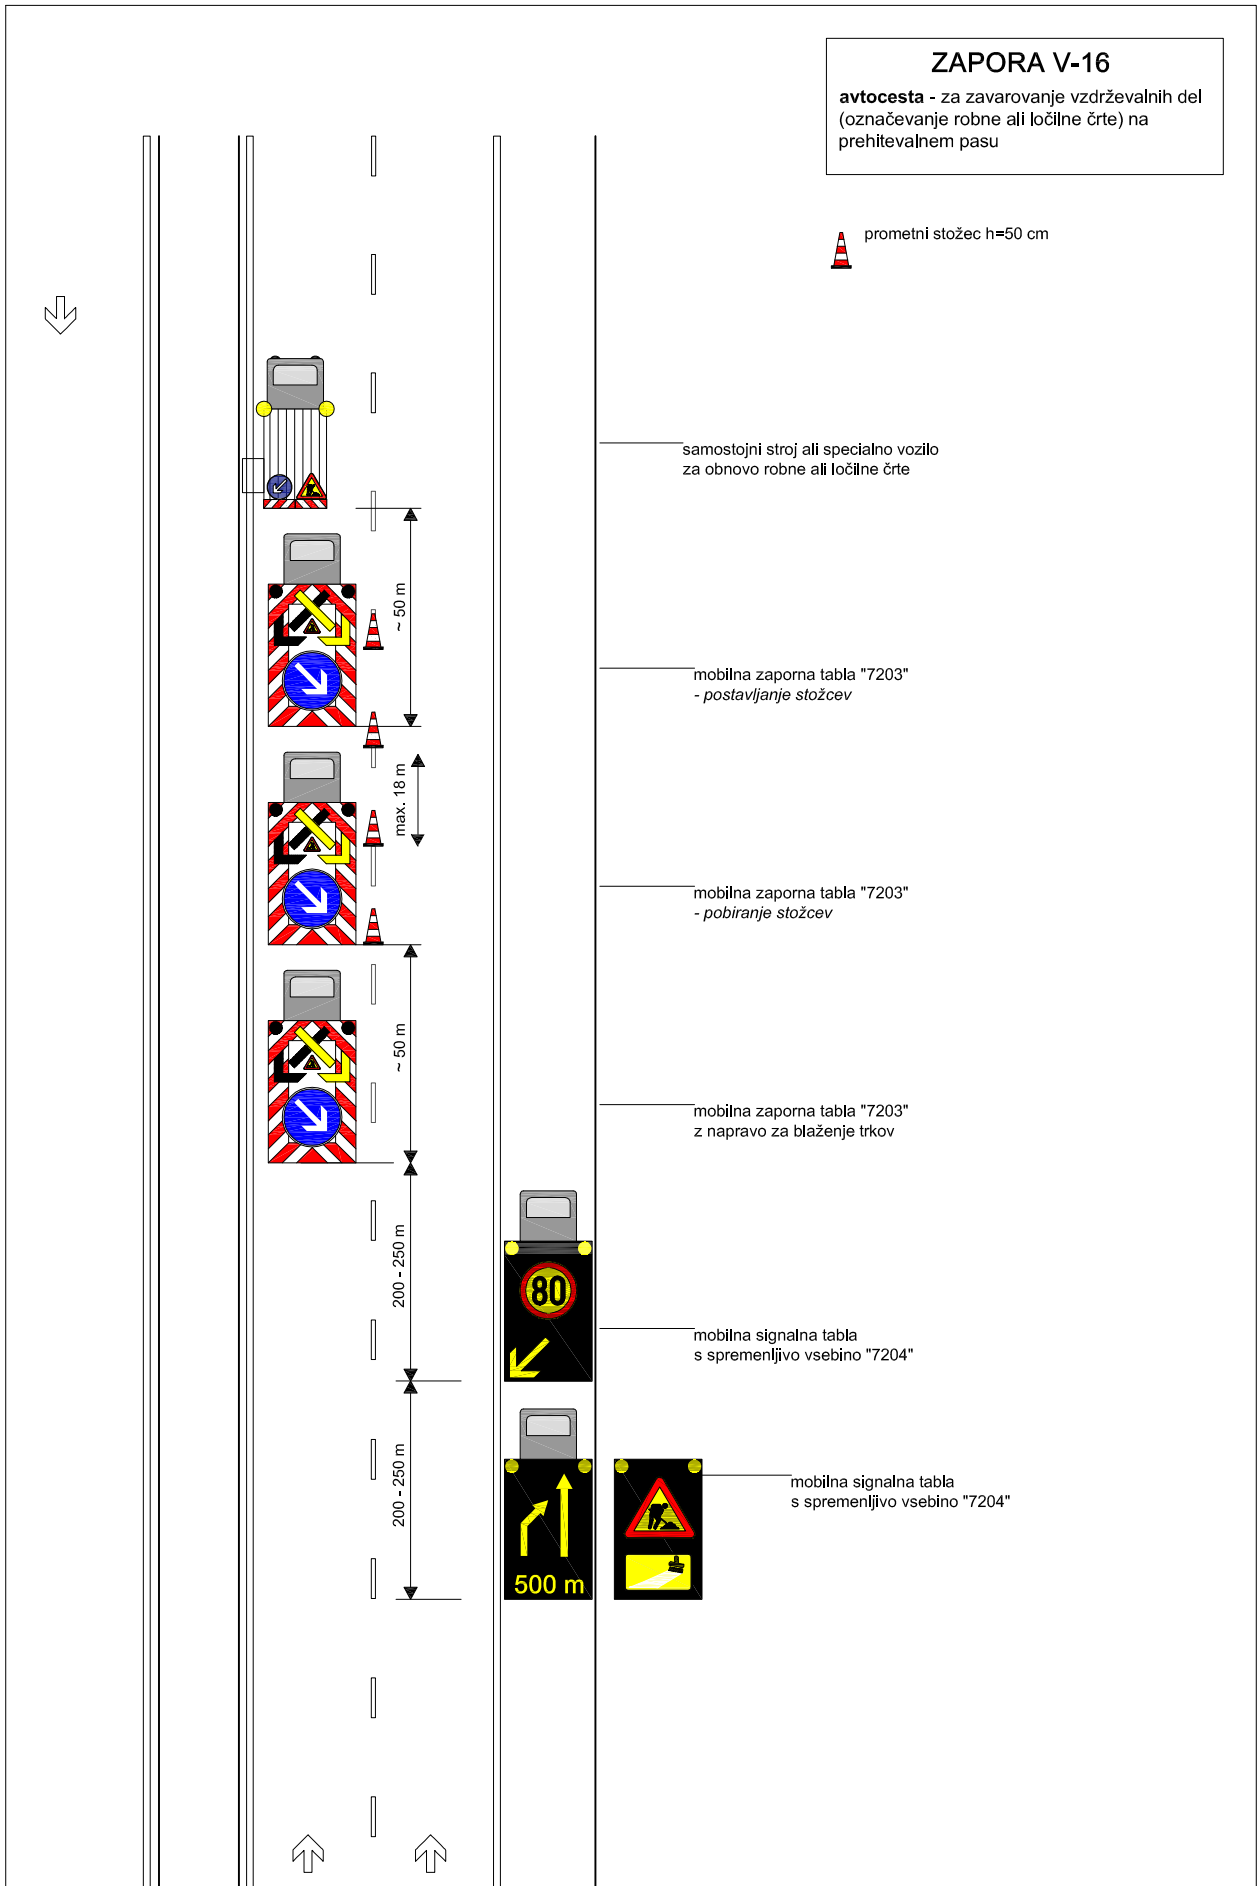 ZAPORA V-16
avtocesta - za zavarovanje vzdrževalnih del
(označevanje robne ali ločilne črte) na
prehitevalnem pasu
prometni stožec h=50 cm
samostojni stroj ali specialno vozilo
za obnovo robne ali ločilne črte
~ 50 m
mobilna zaporna tabla "7203"
- postavljanje stožcev
max. 18 m
mobilna zaporna tabla "7203"
- pobiranje stožcev
~ 50 m
mobilna zaporna tabla "7203"
z napravo za blaženje trkov
200 - 250 m
80
mobilna signalna tabla
s spremenljivo vsebino "7204"
200 - 250 m
mobilna signalna tabla
s spremenljivo vsebino "7204"
500 m